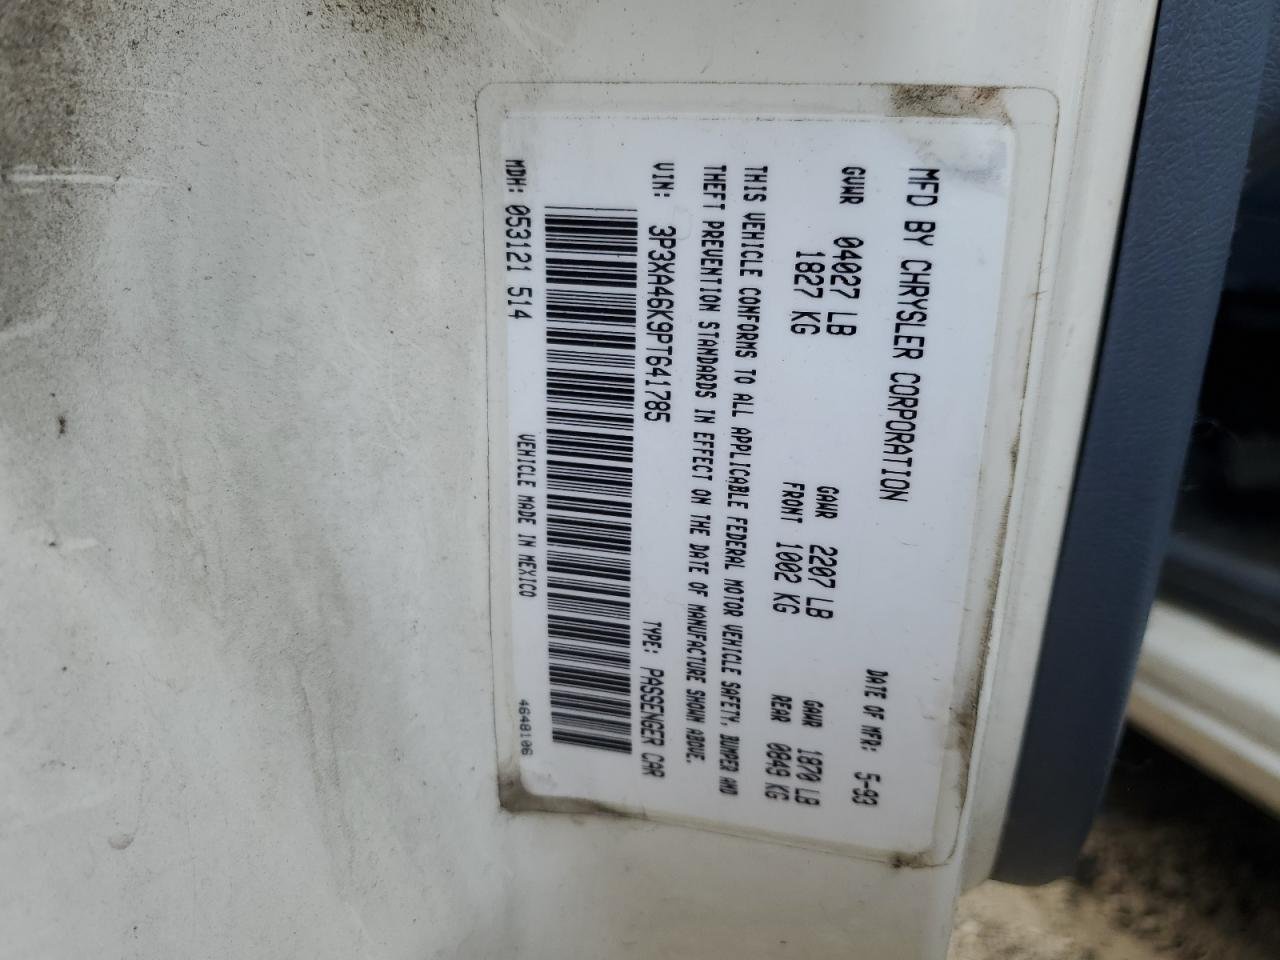 MFD BY CHRYSLER CORPORATION
DATE OF MFR: 5-93
GVWR 04027 LB
1827 KG
GAWR 2207 LB
FRONT 1002 KG
GAWR 1870 LB
REAR 0849 KG
THIS VEHICLE CONFORMS TO ALL APPLICABLE FEDERAL MOTOR VEHICLE SAFETY, BUMPER AND
THEFT PREVENTION STANDARDS IN EFFECT ON THE DATE OF MANUFACTURE SHOWN ABOVE.
VIN: 3P3XA46K9PT641785
TYPE: PASSENGER CAR
MDH: 053121 514
VEHICLE MADE IN MEXICO
4648106